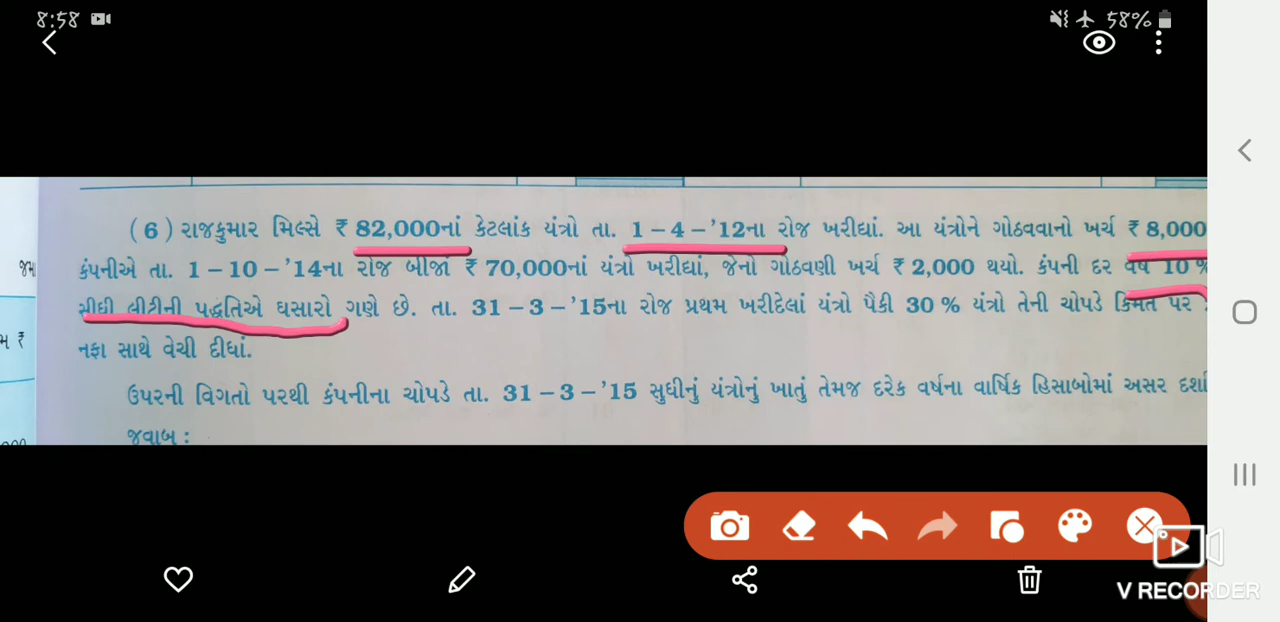 8:58
58%
(6) રાજકુમાર મિલ્સે ₹ 82,000નાં કેટલાંક યંત્રો તા. 1 – 4 – '12ના રોજ ખરીદ્યાં. આ યંત્રોને ગોઠવવાનો ખર્ચ ₹ 8,000
જમ
કંપનીએ તા. 1 – 10 – '14ના રોજ બીજાં ₹ 70,000નાં યંત્રો ખરીદ્યાં, જેનો ગોઠવણી ખર્ચ ₹ 2,000 થયો. કંપની દર વર્ષે 10 %
સીધી લીટીની પદ્ધતિએ ઘસારો ગણે છે. તા. 31 – 3 – '15ના રોજ પ્રથમ ખરીદેલાં યંત્રો પૈકી 30 % યંત્રો તેની ચોપડે કિંમત પર
મ ₹
નફા સાથે વેચી દીધાં.
ઉપરની વિગતો પરથી કંપનીના ચોપડે તા. 31 – 3 – '15 સુધીનું યંત્રોનું ખાતું તેમજ દરેક વર્ષના વાર્ષિક હિસાબોમાં અસર દર્શા
જવાબ :
V RECORDER